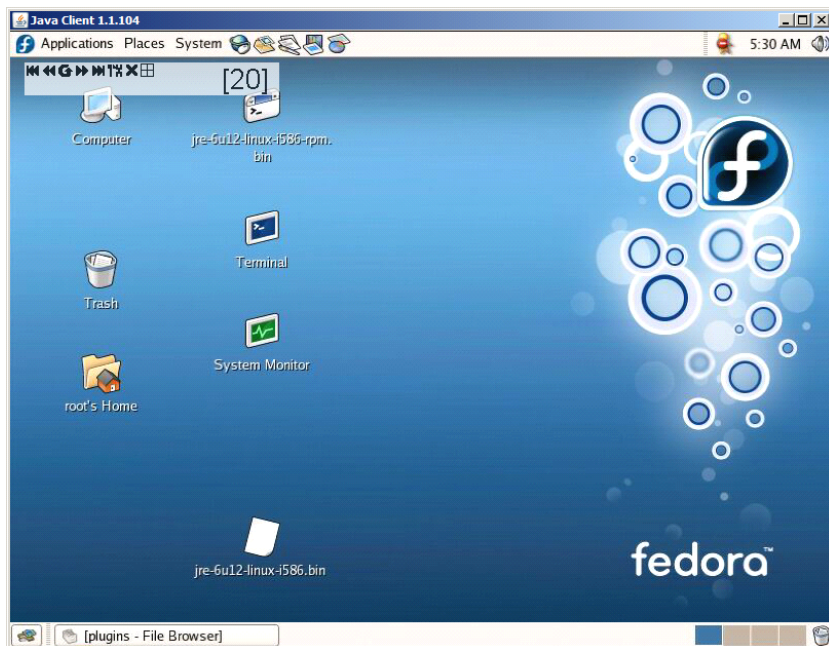 Java Client 1.1.104
Applications Places System
5:30 AM
[20]
Computer
jre-6u12-linux-i586-rpm.
bin
Terminal
Trash
System Monitor
root's Home
jre-6u12-linux-i586.bin
fedora™
[plugins - File Browser]